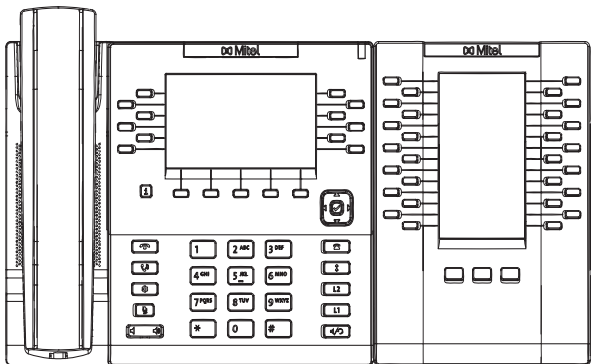 Mitel
Mitel
1
2 ABC
3 DEF
4 GHI
5 JKL
6 MNO
L2
7 PQRS
8 TUV
9 WXYZ
L1
*
0
#